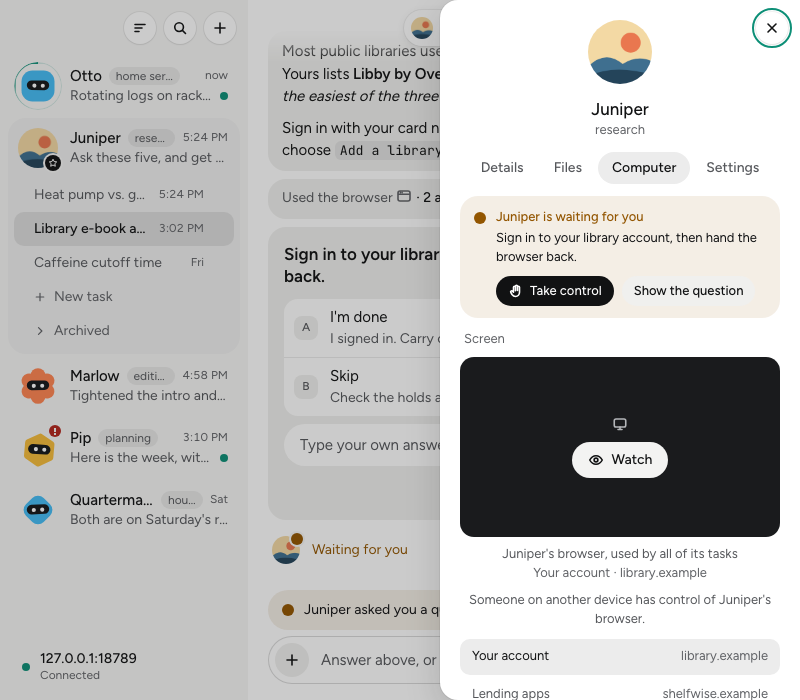 Otto home ser... now
Rotating logs on rack...
Juniper rese... 5:24 PM
Ask these five, and get ...
Heat pump vs. g... 5:24 PM
Library e-book a... 3:02 PM
Caffeine cutoff time Fri
New task
Archived
Marlow editi... 4:58 PM
Tightened the intro and...
Pip planning 3:10 PM
Here is the week, wit...
Quarterma... hou... Sat
Both are on Saturday's r...
127.0.0.1:18789
Connected
Most public libraries use
Yours lists Libby by Ove
the easiest of the three
Sign in with your card n
choose Add a library
Used the browser · 2 a
Sign in to your librar
back.
A I'm done
I signed in. Carry o
B Skip
Check the holds a
Type your own answe
Waiting for you
Juniper asked you a q
Answer above, or
Juniper
research
Details Files Computer Settings
Juniper is waiting for you
Sign in to your library account, then hand the
browser back.
Take control Show the question
Screen
Watch
Juniper's browser, used by all of its tasks
Your account · library.example
Someone on another device has control of Juniper's
browser.
Your account library.example
Lending apps shelfwise.example